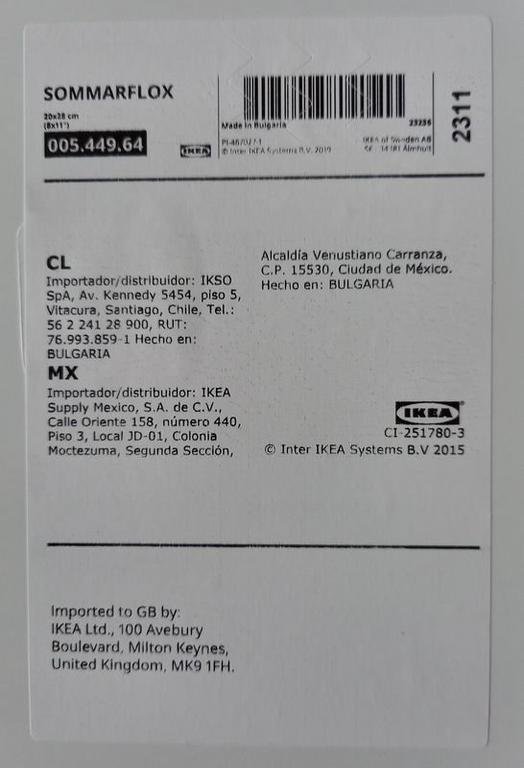 SOMMARFLOX
20x28 cm
(8x11")
005.449.64
IKEA
Made in Bulgaria
23236
© Inter IKEA Systems B.V. 2019
IKEA of Sweden AB
2311
CL
Importador/distribuidor: IKSO
SpA, Av. Kennedy 5454, piso 5,
Vitacura, Santiago, Chile, Tel.:
56 2 241 28 900, RUT:
76.993.859-1 Hecho en:
BULGARIA
MX
Importador/distribuidor: IKEA
Supply Mexico, S.A. de C.V.,
Calle Oriente 158, número 440,
Piso 3, Local JD-01, Colonia
Moctezuma, Segunda Sección,
Alcaldía Venustiano Carranza,
C.P. 15530, Ciudad de México.
Hecho en: BULGARIA
IKEA
CI-251780-3
© Inter IKEA Systems B.V 2015
Imported to GB by:
IKEA Ltd., 100 Avebury
Boulevard, Milton Keynes,
United Kingdom, MK9 1FH.